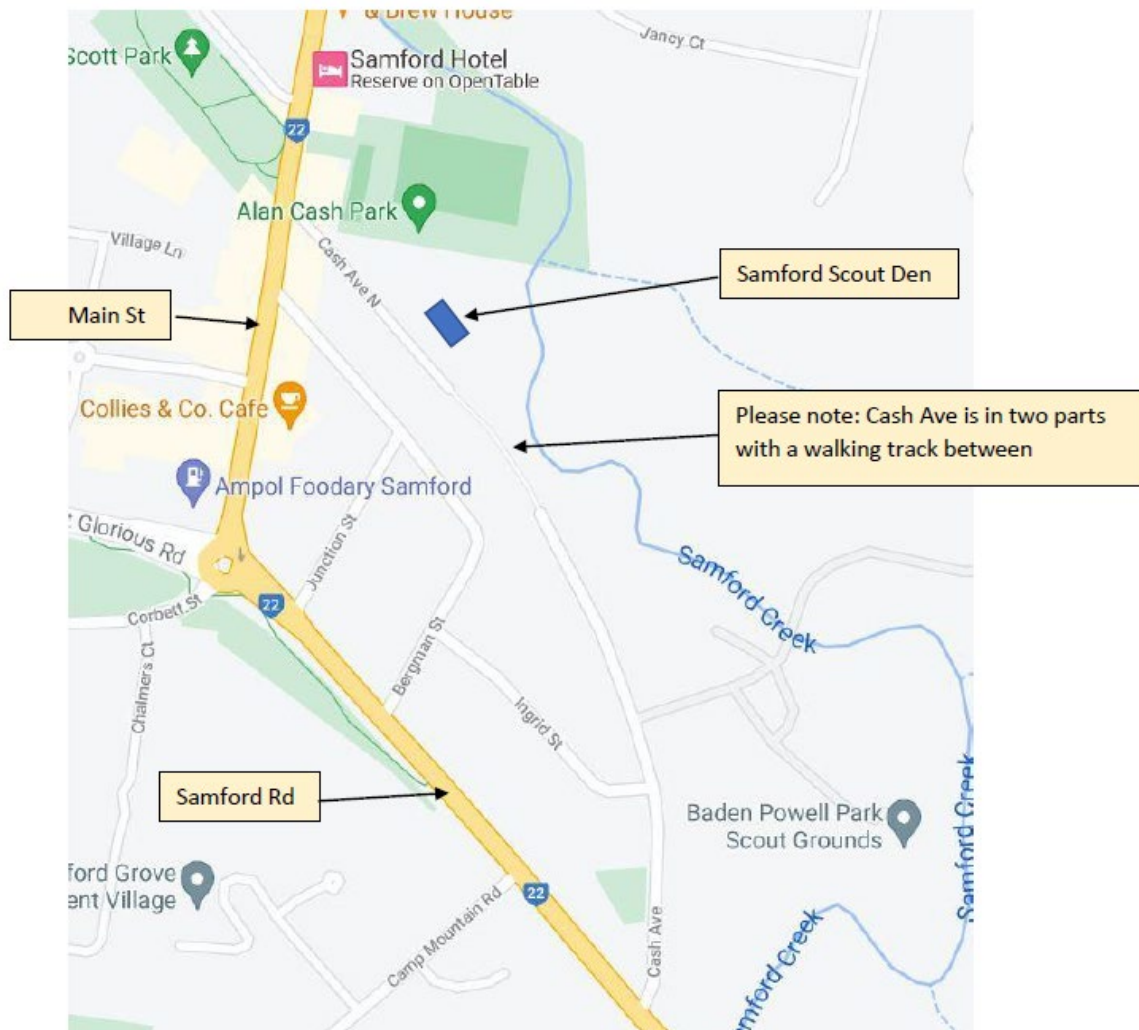 & Brew House
Jancy Ct
Scott Park
Samford Hotel
Reserve on OpenTable
22
Alan Cash Park
Village Ln
Cash Ave N
Samford Scout Den
Main St
Collies & Co. Cafe
Please note: Cash Ave is in two parts
with a walking track between
Ampol Foodary Samford
Glorious Rd
Junction St
Samford Creek
22
Corbett St
Chalmers Ct
Bergman St
Ingrid St
Samford Rd
Baden Powell Park
Scout Grounds
Samford Creek
Samford Creek
ford Grove
ent Village
22
Camp Mountain Rd
Cash Ave
mford Creek